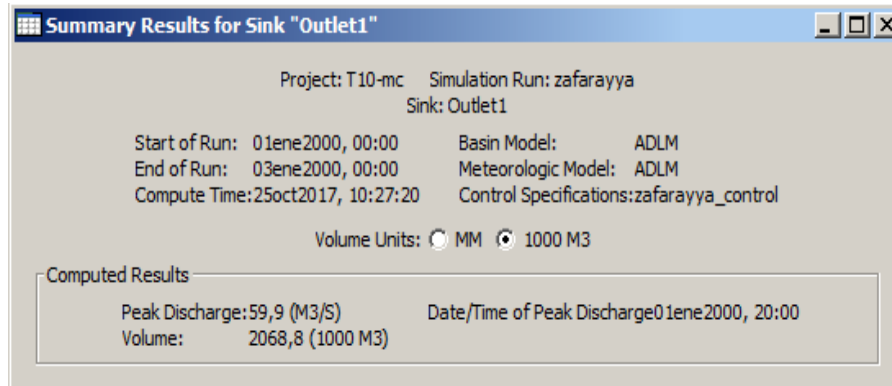 Summary Results for Sink "Outlet1"
Project: T10-mc Simulation Run: zafarayya
Sink: Outlet1
Start of Run: 01ene2000, 00:00 Basin Model: ADLM
End of Run: 03ene2000, 00:00 Meteorologic Model: ADLM
Compute Time:25oct2017, 10:27:20 Control Specifications:zafarayya_control
Volume Units: MM 1000 M3
Computed Results
Peak Discharge:59,9 (M3/S) Date/Time of Peak Discharge01ene2000, 20:00
Volume: 2068,8 (1000 M3)